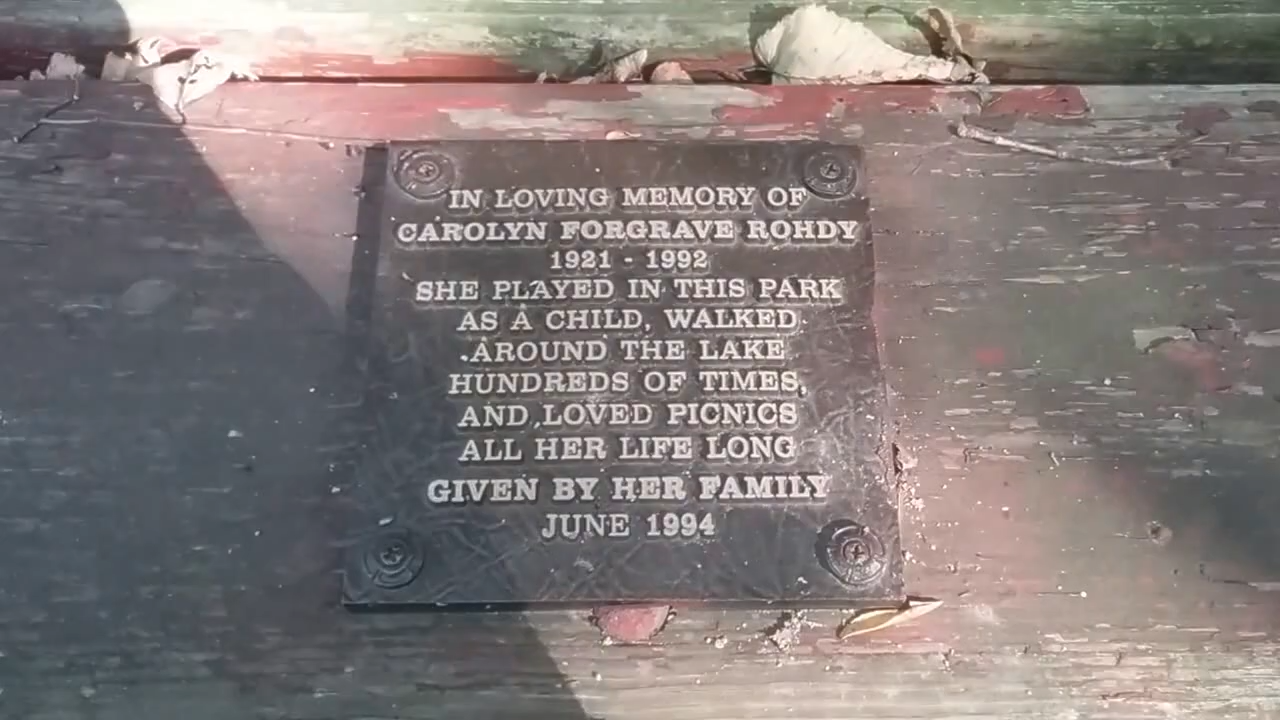 IN LOVING MEMORY OF
CAROLYN FORGRAVE ROHDY
1921 - 1992
SHE PLAYED IN THIS PARK
AS A CHILD, WALKED
AROUND THE LAKE
HUNDREDS OF TIMES,
AND LOVED PICNICS
ALL HER LIFE LONG
GIVEN BY HER FAMILY
JUNE 1994